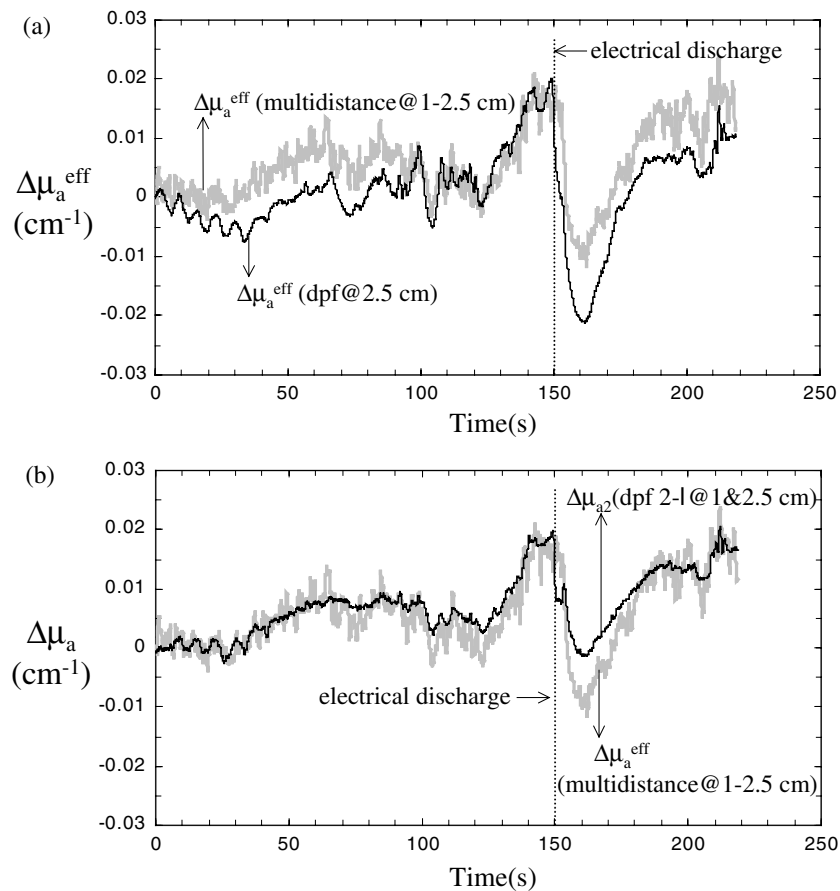 (a)
0.03
0.02
0.01
0
-0.01
-0.02
-0.03
Δμₐᵉᶠᶠ
(cm⁻¹)
electrical discharge
Δμₐᵉᶠᶠ (multidistance@1-2.5 cm)
Δμₐᵉᶠᶠ (dpf@2.5 cm)
0 50 100 150 200 250
Time(s)
(b)
0.03
0.02
0.01
0
-0.01
-0.02
-0.03
Δμₐ
(cm⁻¹)
Δμₐ₂(dpf 2-l@1&2.5 cm)
electrical discharge
Δμₐᵉᶠᶠ
(multidistance@1-2.5 cm)
0 50 100 150 200 250
Time(s)